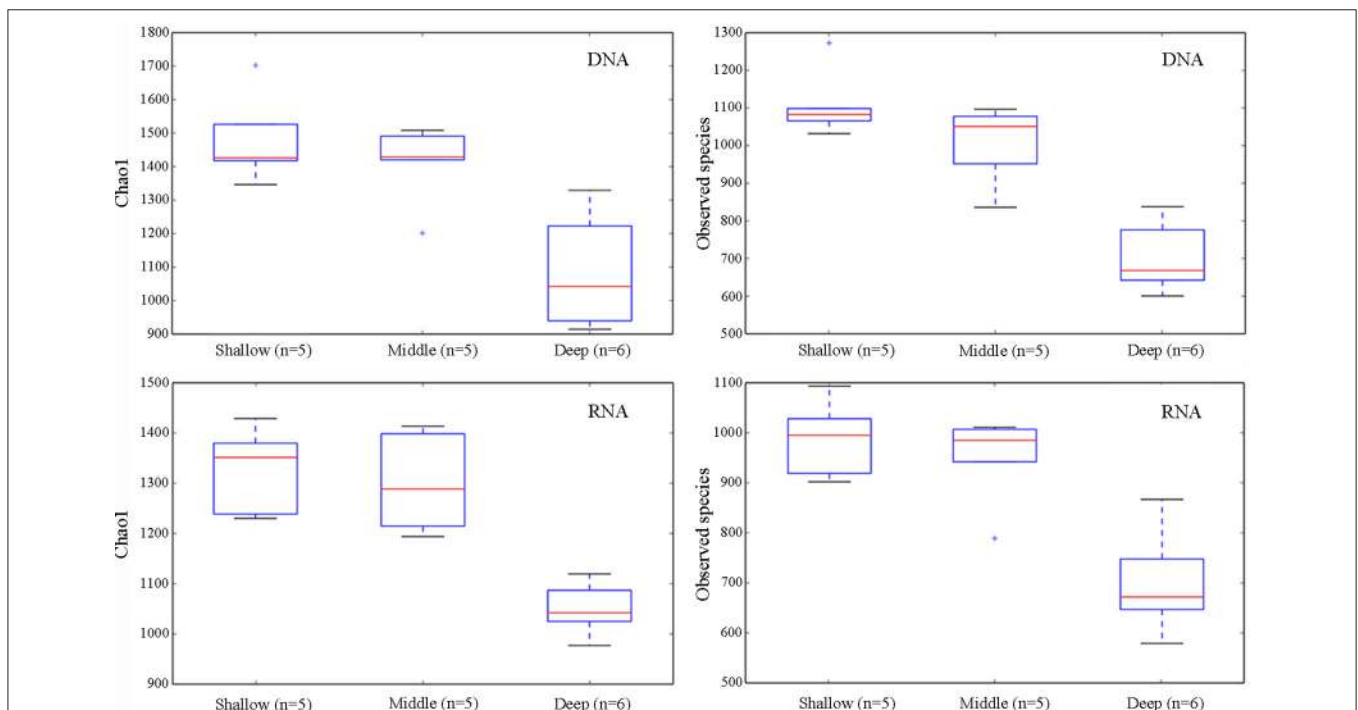 1800
1700
1600
1500
1400
1300
1200
1100
1000
900
Chao1
DNA
Shallow (n=5) Middle (n=5) Deep (n=6)
1300
1200
1100
1000
900
800
700
600
500
Observed species
DNA
Shallow (n=5) Middle (n=5) Deep (n=6)
1500
1400
1300
1200
1100
1000
900
Chao1
RNA
Shallow (n=5) Middle (n=5) Deep (n=6)
1100
1000
900
800
700
600
500
Observed species
RNA
Shallow (n=5) Middle (n=5) Deep (n=6)